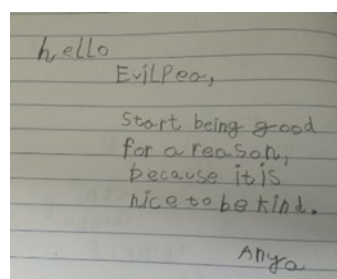 hello
EvilPea,
Start being good
for a reason,
because it is
nice to be kind.
Anya